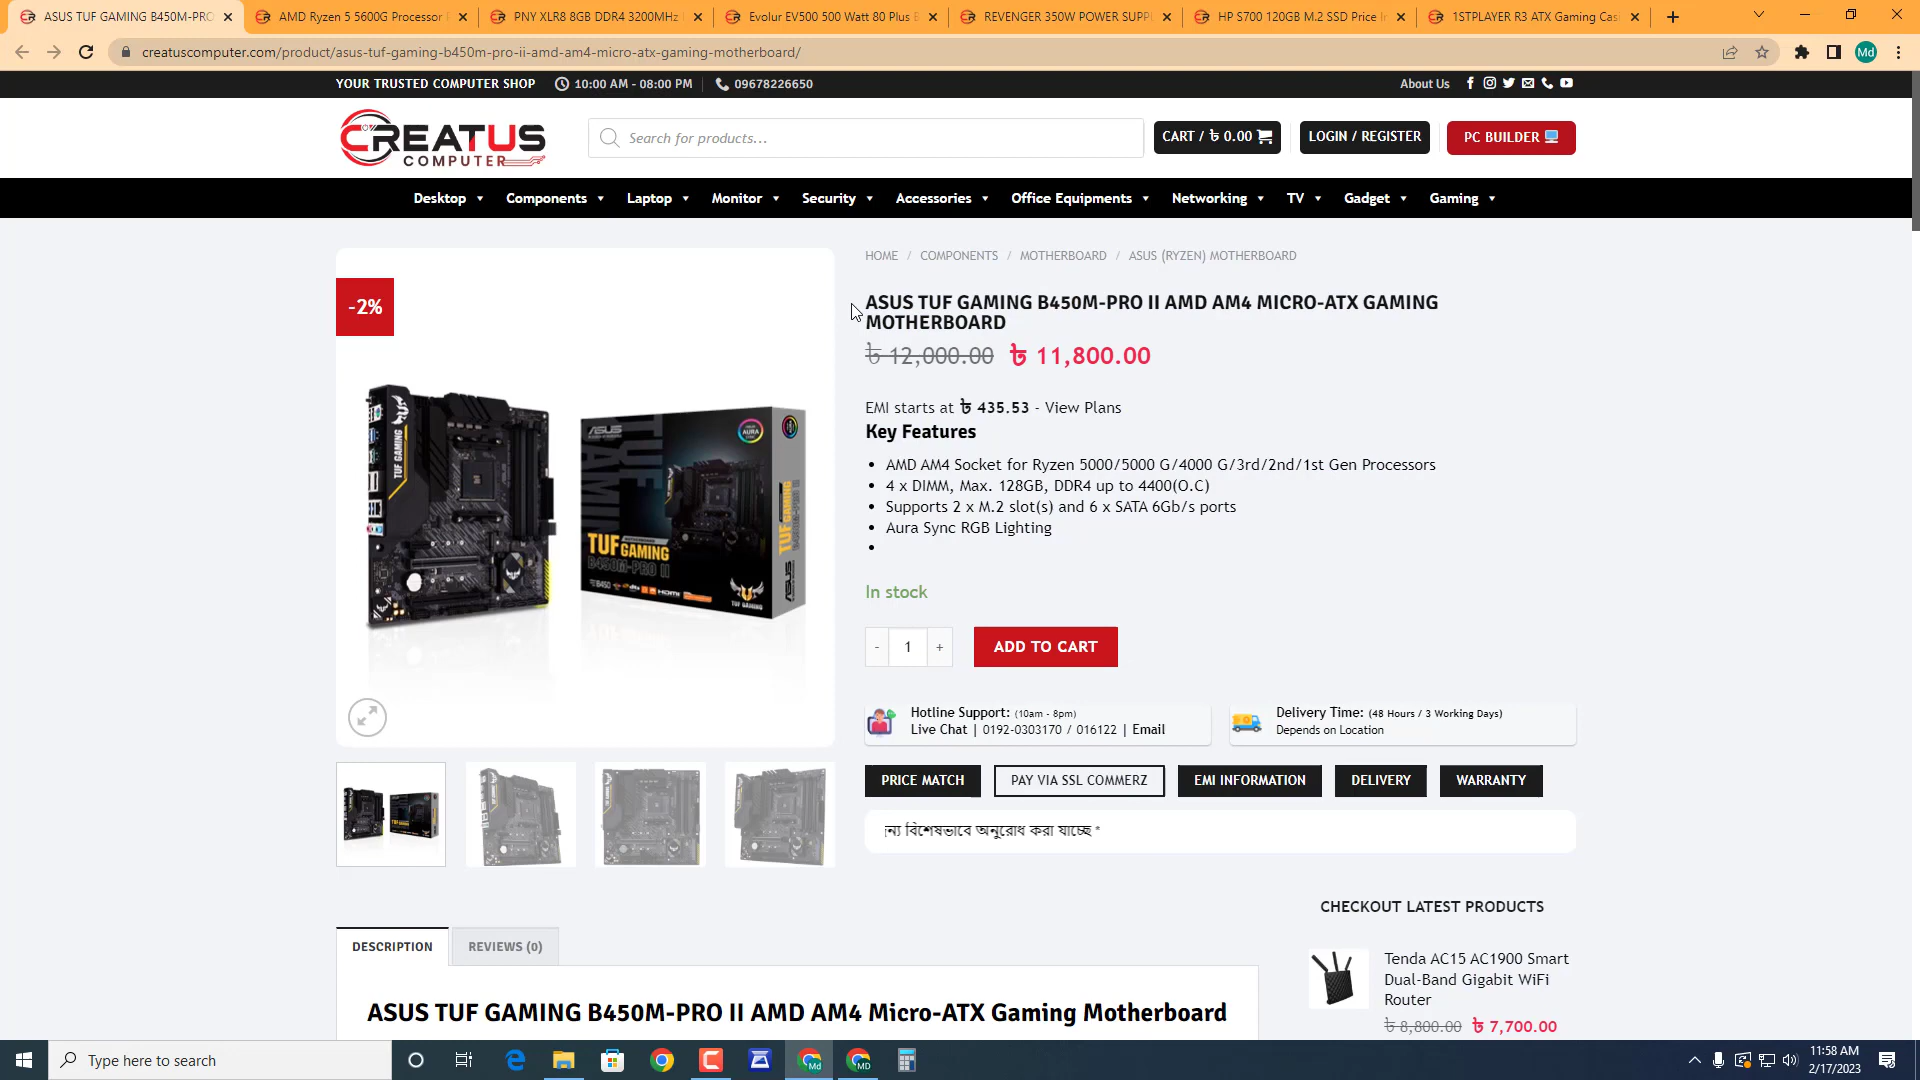 ASUS TUF GAMING B450M-PRO
AMD Ryzen 5 5600G Processor
PNY XLR8 8GB DDR4 3200MHz
Evolur EV500 500 Watt 80 Plus B
REVENGER 350W POWER SUPPL
HP S700 120GB M.2 SSD Price In
1STPLAYER R3 ATX Gaming Cas
creatuscomputer.com/product/asus-tuf-gaming-b450m-pro-ii-amd-am4-micro-atx-gaming-motherboard/
Md
YOUR TRUSTED COMPUTER SHOP 10:00 AM - 08:00 PM 09678226650 About Us
CREATUS
COMPUTER
Search for products...
CART / ৳ 0.00
LOGIN / REGISTER
PC BUILDER
Desktop Components Laptop Monitor Security Accessories Office Equipments Networking TV Gadget Gaming
HOME / COMPONENTS / MOTHERBOARD / ASUS (RYZEN) MOTHERBOARD
-2%
ASUS TUF GAMING B450M-PRO II AMD AM4 MICRO-ATX GAMING
MOTHERBOARD
৳ 12,000.00 ৳ 11,800.00
EMI starts at ৳ 435.53 - View Plans
Key Features
• AMD AM4 Socket for Ryzen 5000/5000 G/4000 G/3rd/2nd/1st Gen Processors
• 4 x DIMM, Max. 128GB, DDR4 up to 4400(O.C)
• Supports 2 x M.2 slot(s) and 6 x SATA 6Gb/s ports
• Aura Sync RGB Lighting
•
TUF GAMING
ASUS
TUF GAMING
B450M-PRO II
HDMI
TUF GAMING
ASUS
In stock
- 1 +
ADD TO CART
Hotline Support: (10am - 8pm)
Live Chat | 0192-0303170 / 016122 | Email
Delivery Time: (48 Hours / 3 Working Days)
Depends on Location
PRICE MATCH
PAY VIA SSL COMMERZ
EMI INFORMATION
DELIVERY
WARRANTY
ন্য বিশেষভাবে অনুরোধ করা যাচ্ছে *
CHECKOUT LATEST PRODUCTS
Tenda AC15 AC1900 Smart
Dual-Band Gigabit WiFi
Router
৳ 8,800.00 ৳ 7,700.00
DESCRIPTION
REVIEWS (0)
ASUS TUF GAMING B450M-PRO II AMD AM4 Micro-ATX Gaming Motherboard
Type here to search
11:58 AM
2/17/2023